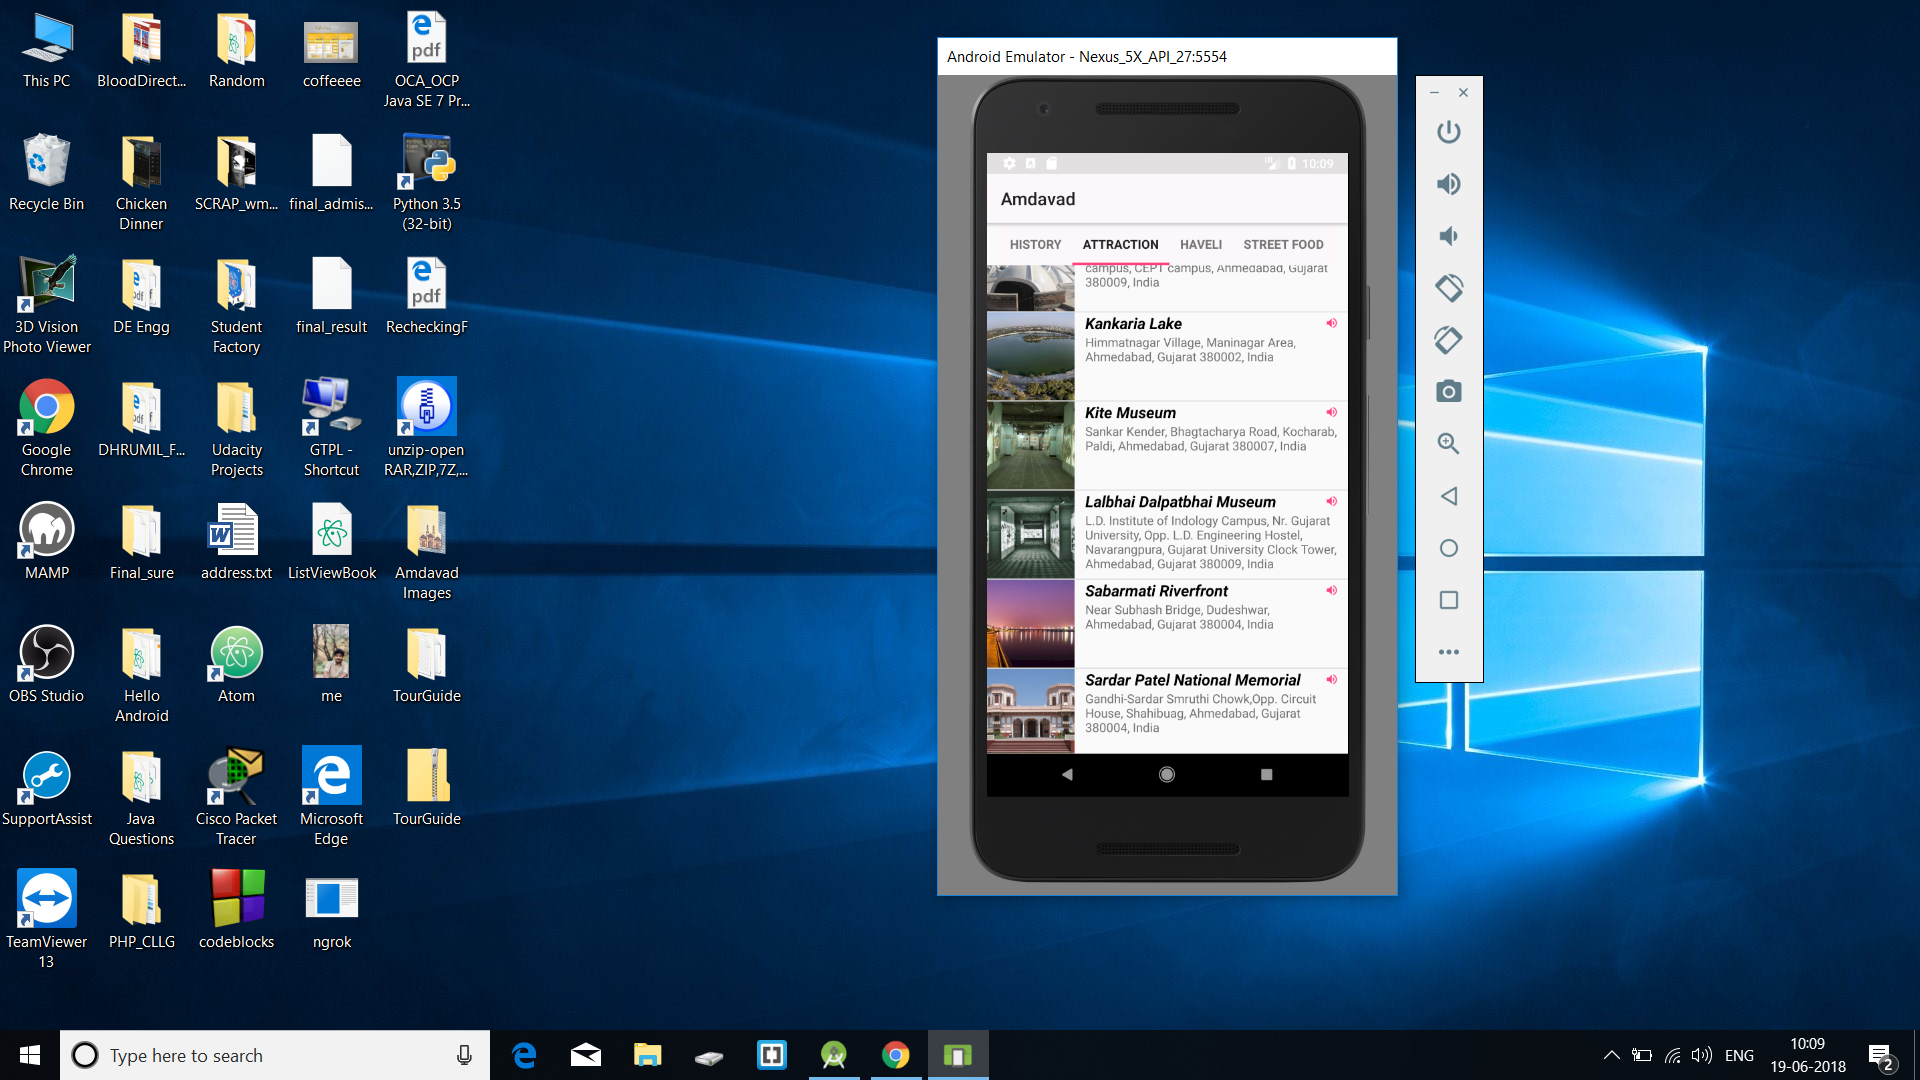 This PC
BloodDirect...
Random
coffeeee
OCA_OCP
Java SE 7 Pr...
Recycle Bin
Chicken
Dinner
SCRAP_wm...
final_admis...
Python 3.5
(32-bit)
3D Vision
Photo Viewer
DE Engg
Student
Factory
final_result
RecheckingF
Google
Chrome
DHRUMIL_F...
Udacity
Projects
GTPL -
Shortcut
unzip-open
RAR,ZIP,7Z,...
MAMP
Final_sure
address.txt
ListViewBook
Amdavad
Images
OBS Studio
Hello
Android
Atom
me
TourGuide
SupportAssist
Java
Questions
Cisco Packet
Tracer
Microsoft
Edge
TourGuide
TeamViewer
13
PHP_CLLG
codeblocks
ngrok
Android Emulator - Nexus_5X_API_27:5554
10:09
Amdavad
HISTORY ATTRACTION HAVELI STREET FOOD
campus, CEPT campus, Ahmedabad, Gujarat
380009, India
Kankaria Lake
Himmatnagar Village, Maninagar Area,
Ahmedabad, Gujarat 380002, India
Kite Museum
Sankar Kender, Bhagtacharya Road, Kocharab,
Paldi, Ahmedabad, Gujarat 380007, India
Lalbhai Dalpatbhai Museum
L.D. Institute of Indology Campus, Nr. Gujarat
University, Opp. L.D. Engineering Hostel,
Navarangpura, Gujarat University Clock Tower,
Ahmedabad, Gujarat 380009, India
Sabarmati Riverfront
Near Subhash Bridge, Dudeshwar,
Ahmedabad, Gujarat 380004, India
Sardar Patel National Memorial
Gandhi-Sardar Smruthi Chowk,Opp. Circuit
House, Shahibuag, Ahmedabad, Gujarat
380004, India
Type here to search
ENG
10:09
19-06-2018
2